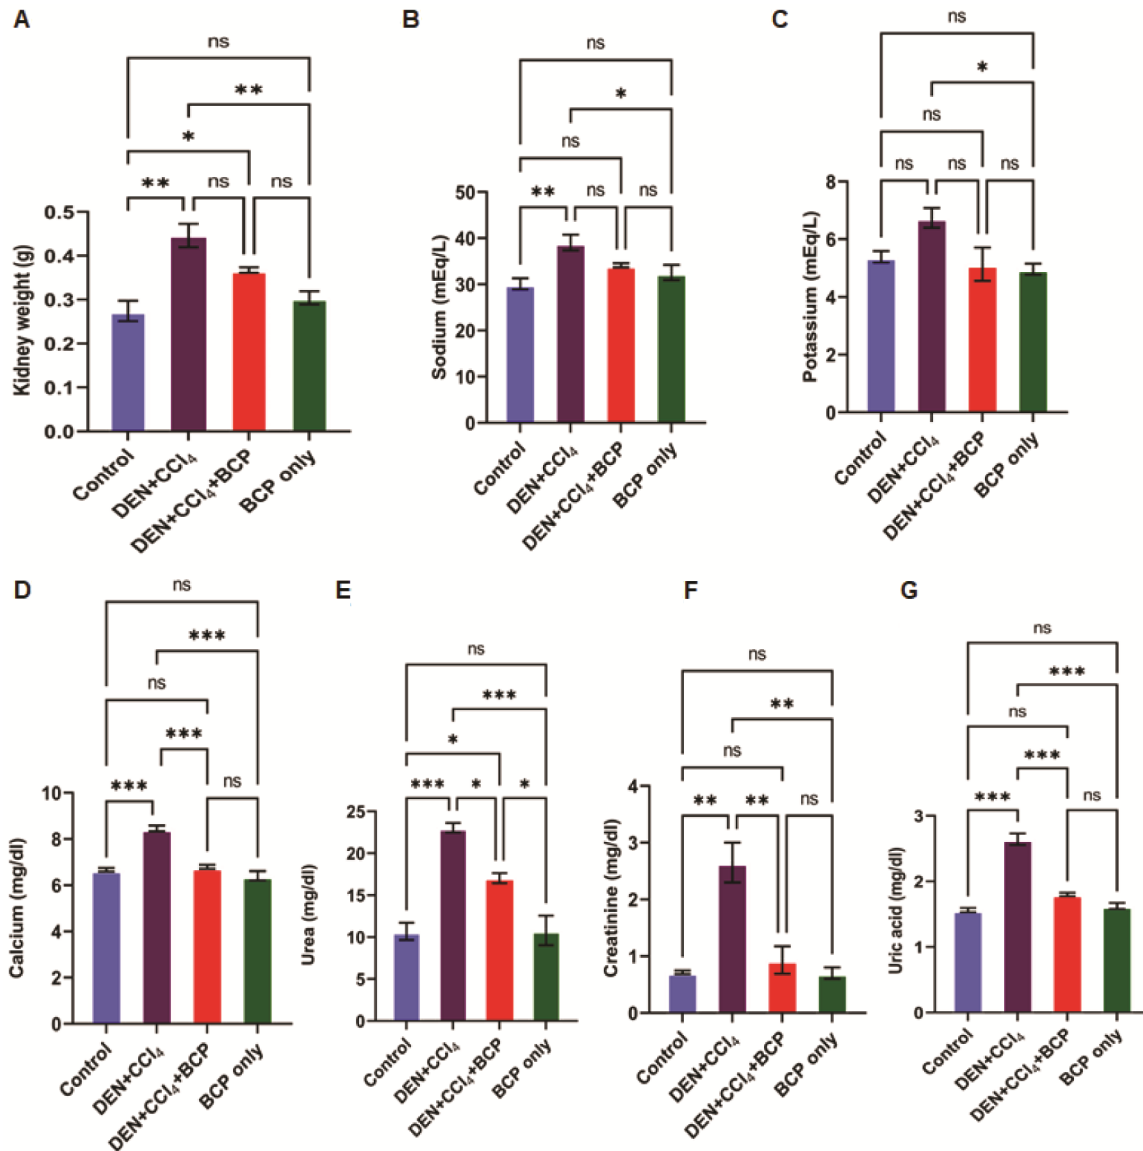 A
B
C
ns
ns
ns
**
*
*
*
ns
ns
**
ns
ns
**
ns
ns
ns
ns
ns
Kidney weight (g)
0.5
0.4
0.3
0.2
0.1
0.0
Control
DEN+CCl₄
DEN+CCl₄+BCP
BCP only
Sodium (mEq/L)
50
40
30
20
10
0
Control
DEN+CCl₄
DEN+CCl₄+BCP
BCP only
Potassium (mEq/L)
8
6
4
2
0
Control
DEN+CCl₄
DEN+CCl₄+BCP
BCP only
D
E
F
G
ns
***
ns
***
***
ns
Calcium (mg/dl)
10
8
6
4
2
0
Control
DEN+CCl₄
DEN+CCl₄+BCP
BCP only
ns
***
*
***
*
*
Urea (mg/dl)
25
20
15
10
5
0
Control
DEN+CCl₄
DEN+CCl₄+BCP
BCP only
ns
**
ns
**
**
ns
Creatinine (mg/dl)
4
3
2
1
0
Control
DEN+CCl₄
DEN+CCl₄+BCP
BCP only
ns
***
ns
***
***
ns
Uric acid (mg/dl)
3
2
1
0
Control
DEN+CCl₄
DEN+CCl₄+BCP
BCP only